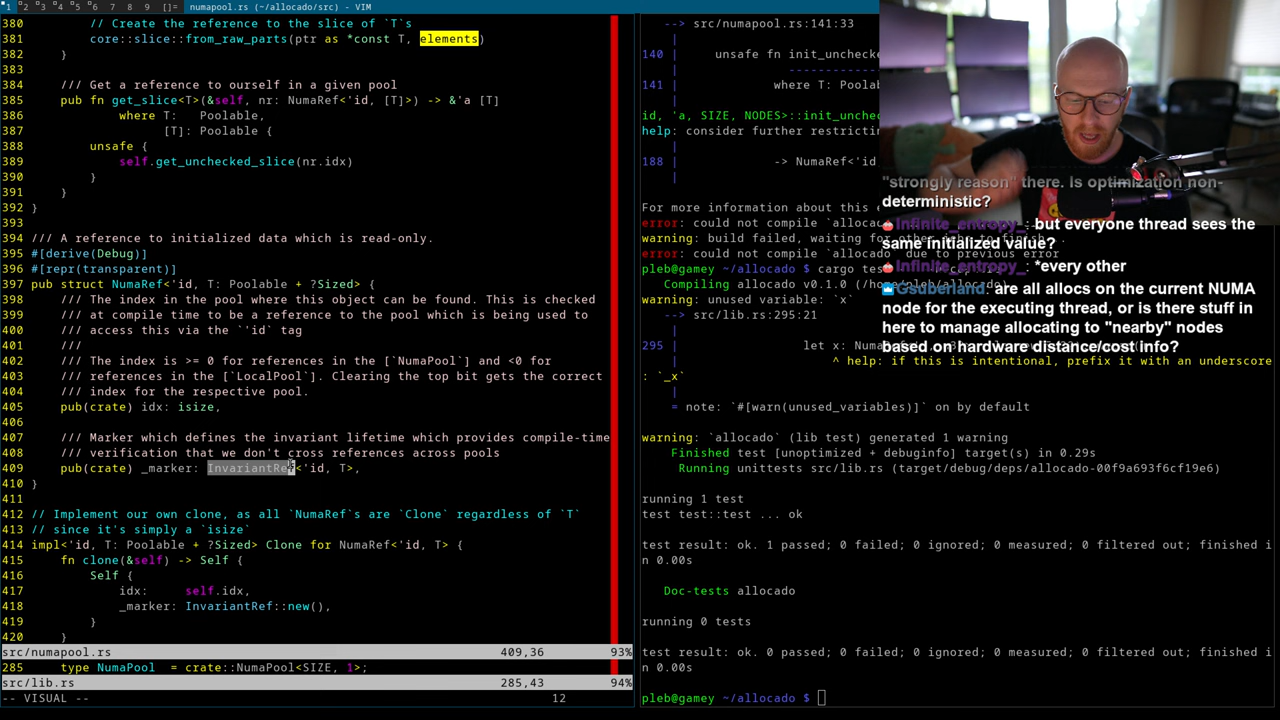 1 2 3 4 5 6 7 8 9 []= numapool.rs (~/allocado/src) - VIM
380 // Create the reference to the slice of `T`s
381 core::slice::from_raw_parts(ptr as *const T, elements)
382 }
383
384 /// Get a reference to ourself in a given pool
385 pub fn get_slice<T>(&self, nr: NumaRef<'id, [T]>) -> &'a [T]
386 where T: Poolable,
387 [T]: Poolable {
388 unsafe {
389 self.get_unchecked_slice(nr.idx)
390 }
391 }
392 }
393
394 /// A reference to initialized data which is read-only.
395 #[derive(Debug)]
396 #[repr(transparent)]
397 pub struct NumaRef<'id, T: Poolable + ?Sized> {
398 /// The index in the pool where this object can be found. This is checked
399 /// at compile time to be a reference to the pool which is being used to
400 /// access this via the `'id` tag
401 ///
402 /// The index is >= 0 for references in the [`NumaPool`] and <0 for
403 /// references in the [`LocalPool`]. Clearing the top bit gets the correct
404 /// index for the respective pool.
405 pub(crate) idx: isize,
406
407 /// Marker which defines the invariant lifetime which provides compile-time
408 /// verification that we don't cross references across pools
409 pub(crate) _marker: InvariantRef<'id, T>,
410 }
411
412 // Implement our own clone, as all `NumaRef`s are `Clone` regardless of `T`
413 // since it's simply a `isize`
414 impl<'id, T: Poolable + ?Sized> Clone for NumaRef<'id, T> {
415 fn clone(&self) -> Self {
416 Self {
417 idx: self.idx,
418 _marker: InvariantRef::new(),
419 }
420 }
src/numapool.rs 409,36 93%
285 type NumaPool = crate::NumaPool<SIZE, 1>;
src/lib.rs 285,43 94%
-- VISUAL -- 12
--> src/numapool.rs:141:33
|
140 | unsafe fn init_unchec
| ----------
141 | where T: Poolab
id, 'a, SIZE, NODES>::init_unchec
help: consider further restricting
|
188 | -> NumaRef<'id
|
For more information about this e
error: could not compile `allocad
warning: build failed, waiting for other
error: could not compile `allocado` due to previous error
pleb@gamey ~/allocado $ cargo tes
Compiling allocado v0.1.0 (/ho
warning: unused variable: `x`
--> src/lib.rs:295:21
|
295 | let x: Numa
| ^ help: if this is intentional, prefix it with an underscore
: `_x`
|
= note: `#[warn(unused_variables)]` on by default
warning: `allocado` (lib test) generated 1 warning
Finished test [unoptimized + debuginfo] target(s) in 0.29s
Running unittests src/lib.rs (target/debug/deps/allocado-00f9a693f6cf19e6)
running 1 test
test test::test ... ok
test result: ok. 1 passed; 0 failed; 0 ignored; 0 measured; 0 filtered out; finished i
n 0.00s
Doc-tests allocado
running 0 tests
test result: ok. 0 passed; 0 failed; 0 ignored; 0 measured; 0 filtered out; finished i
n 0.00s
pleb@gamey ~/allocado $
"strongly reason" there. Is optimization non-
deterministic?
Infinite_entropy_: but everyone thread sees the
same initialized value?
Infinite_entropy_: *every other
Gsuberland: are all allocs on the current NUMA
node for the executing thread, or is there stuff in
here to manage allocating to "nearby" nodes
based on hardware distance/cost info?